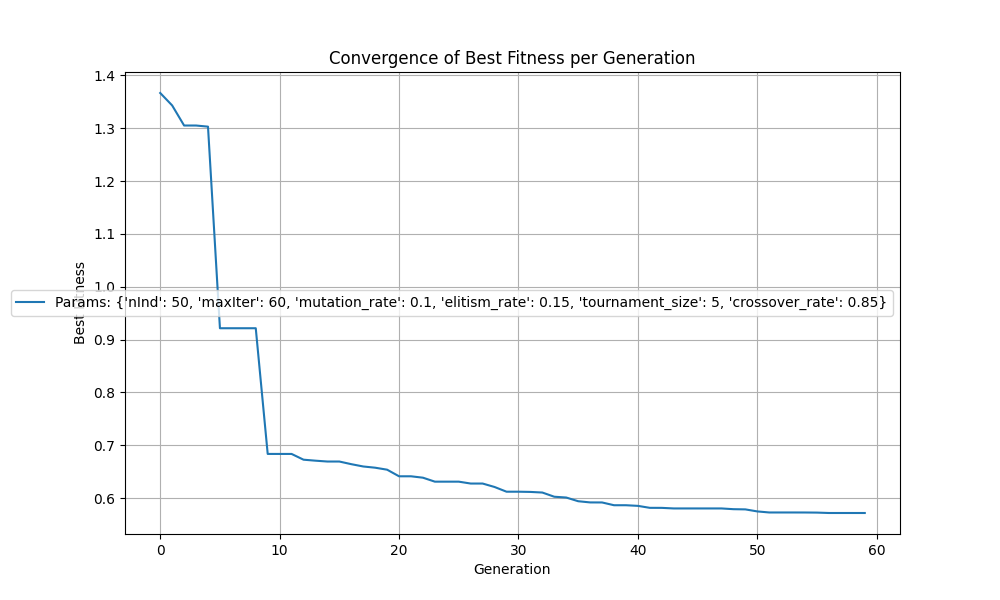 Convergence of Best Fitness per Generation
1.4
1.3
1.2
1.1
1.0
0.9
0.8
0.7
0.6
Best
Params: {'nInd': 50, 'maxIter': 60, 'mutation_rate': 0.1, 'elitism_rate': 0.15, 'tournament_size': 5, 'crossover_rate': 0.85}
0 10 20 30 40 50 60
Generation